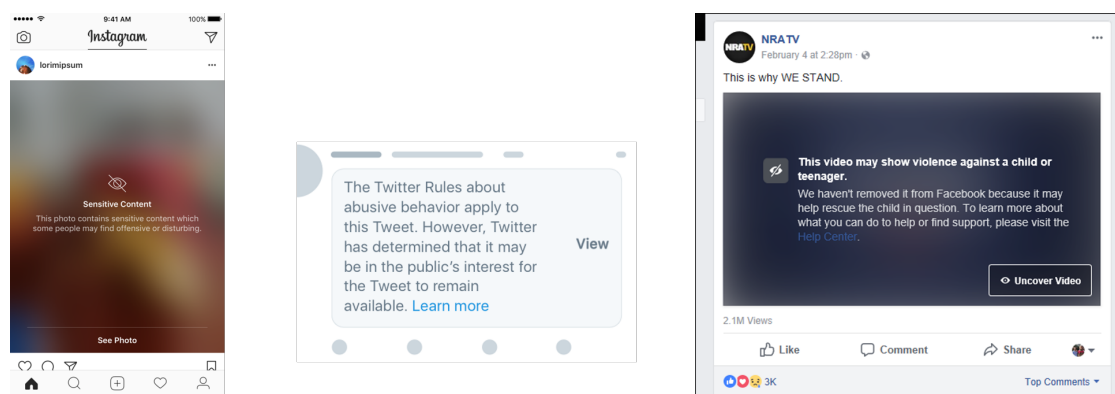 9:41 AM
100%
Instagram
lorimipsum
Sensitive Content
This photo contains sensitive content which
some people may find offensive or disturbing.
See Photo
The Twitter Rules about
abusive behavior apply to
this Tweet. However, Twitter
has determined that it may
be in the public's interest for
the Tweet to remain
available. Learn more
View
NRATV
NRATV
February 4 at 2:28pm ·
This is why WE STAND.
This video may show violence against a child or
teenager.
We haven't removed it from Facebook because it may
help rescue the child in question. To learn more about
what you can do to help or find support, please visit the
Help Center.
Uncover Video
2.1M Views
Like
Comment
Share
3K
Top Comments